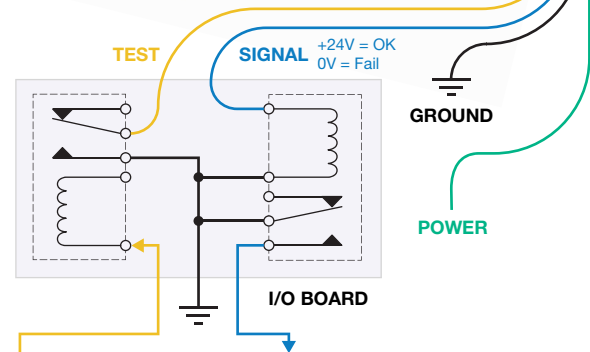 TEST
SIGNAL
+24V = OK
0V = Fail
GROUND
POWER
I/O BOARD